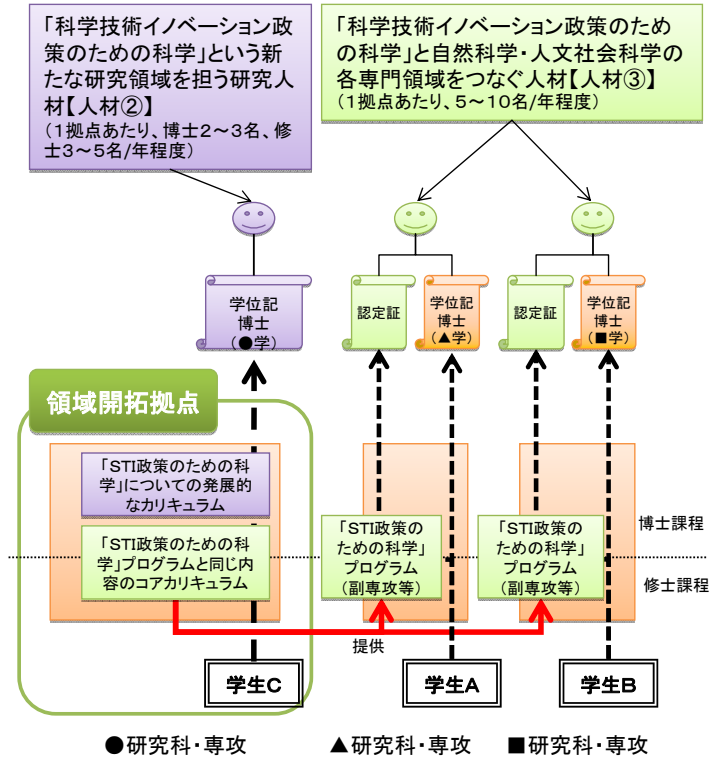 「科学技術イノベーション政
策のための科学」という新
たな研究領域を担う研究人
材【人材②】
(1拠点あたり、博士2～3名、修
士3～5名/年程度)
「科学技術イノベーション政策のため
の科学」と自然科学・人文社会科学の
各専門領域をつなぐ人材【人材③】
(1拠点あたり、5～10名/年程度)
学位記
博士
(●学)
認定証
学位記
博士
(▲学)
認定証
学位記
博士
(■学)
領域開拓拠点
「STI政策のための科
学」についての発展的
なカリキュラム
「STI政策のための科
学」プログラムと同じ内
容のコアカリキュラム
「STI政策の
ための科学」
プログラム
(副専攻等)
「STI政策の
ための科学」
プログラム
(副専攻等)
博士課程
修士課程
提供
学生C
学生A
学生B
●研究科・専攻
▲研究科・専攻
■研究科・専攻